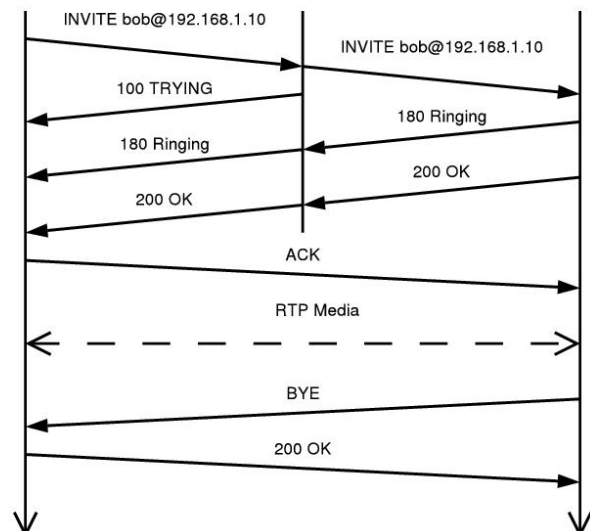 INVITE bob@192.168.1.10
INVITE bob@192.168.1.10
100 TRYING
180 Ringing
180 Ringing
200 OK
200 OK
ACK
RTP Media
BYE
200 OK